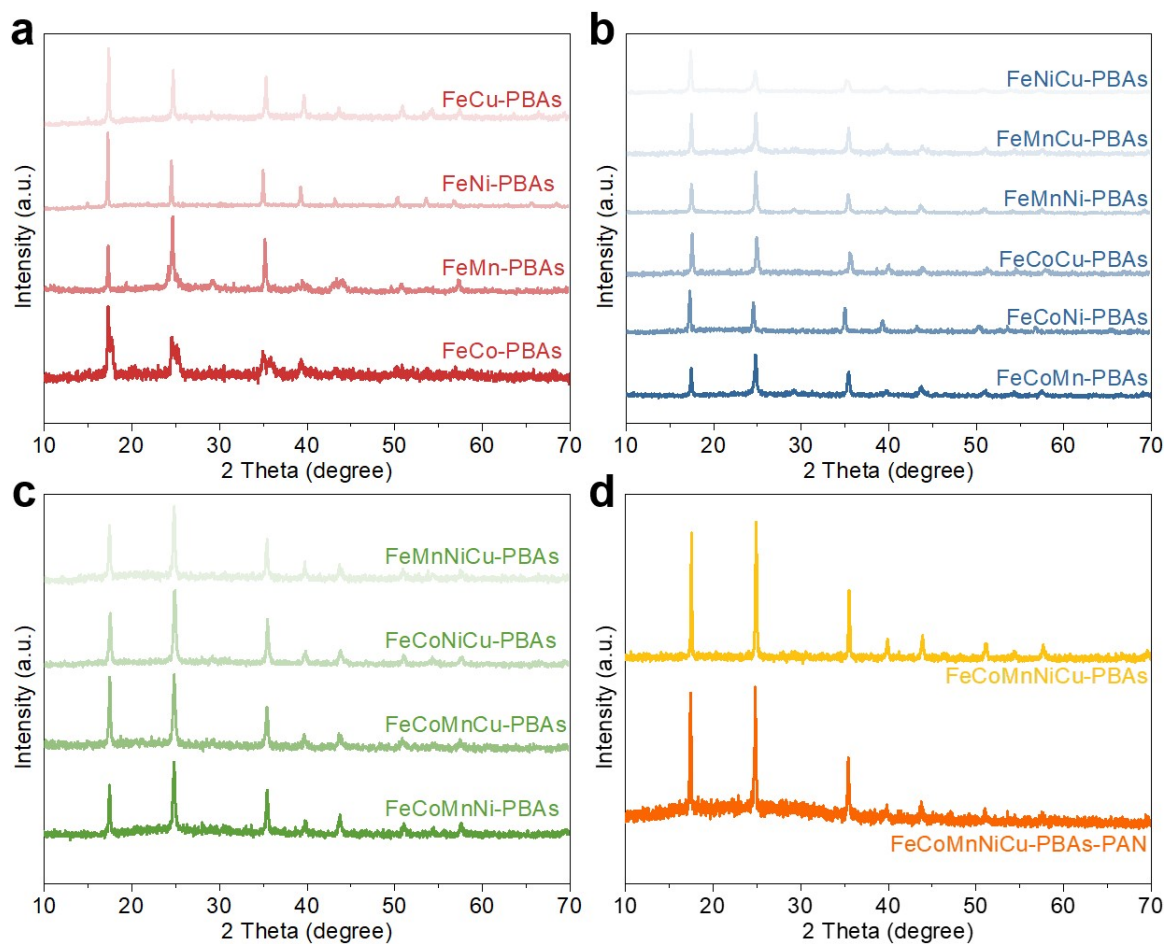 a
FeCu-PBAs
FeNi-PBAs
FeMn-PBAs
FeCo-PBAs
Intensity (a.u.)
10 20 30 40 50 60 70
2 Theta (degree)
b
FeNiCu-PBAs
FeMnCu-PBAs
FeMnNi-PBAs
FeCoCu-PBAs
FeCoNi-PBAs
FeCoMn-PBAs
Intensity (a.u.)
10 20 30 40 50 60 70
2 Theta (degree)
c
FeMnNiCu-PBAs
FeCoNiCu-PBAs
FeCoMnCu-PBAs
FeCoMnNi-PBAs
Intensity (a.u.)
10 20 30 40 50 60 70
2 Theta (degree)
d
FeCoMnNiCu-PBAs
FeCoMnNiCu-PBAs-PAN
Intensity (a.u.)
10 20 30 40 50 60 70
2 Theta (degree)